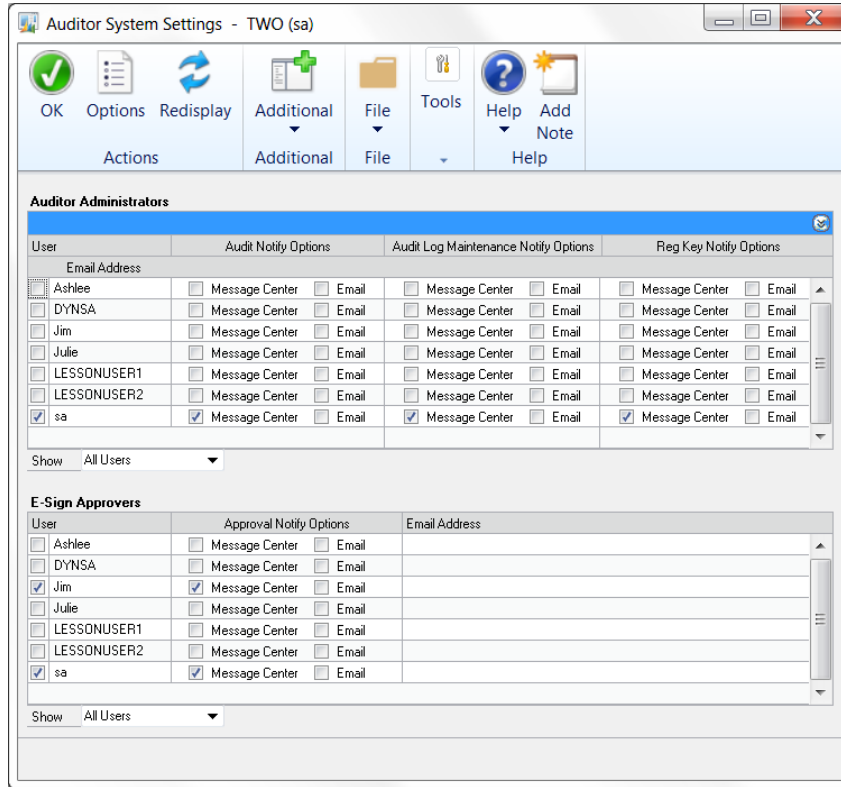 Auditor System Settings - TWO (sa)
OK Options Redisplay Additional File Tools Help Add Note
Actions Additional File Help
Auditor Administrators
User Audit Notify Options Audit Log Maintenance Notify Options Reg Key Notify Options
Email Address
Ashlee Message Center Email Message Center Email Message Center Email
DYNSA Message Center Email Message Center Email Message Center Email
Jim Message Center Email Message Center Email Message Center Email
Julie Message Center Email Message Center Email Message Center Email
LESSONUSER1 Message Center Email Message Center Email Message Center Email
LESSONUSER2 Message Center Email Message Center Email Message Center Email
sa Message Center Email Message Center Email Message Center Email
Show All Users
E-Sign Approvers
User Approval Notify Options Email Address
Ashlee Message Center Email
DYNSA Message Center Email
Jim Message Center Email
Julie Message Center Email
LESSONUSER1 Message Center Email
LESSONUSER2 Message Center Email
sa Message Center Email
Show All Users